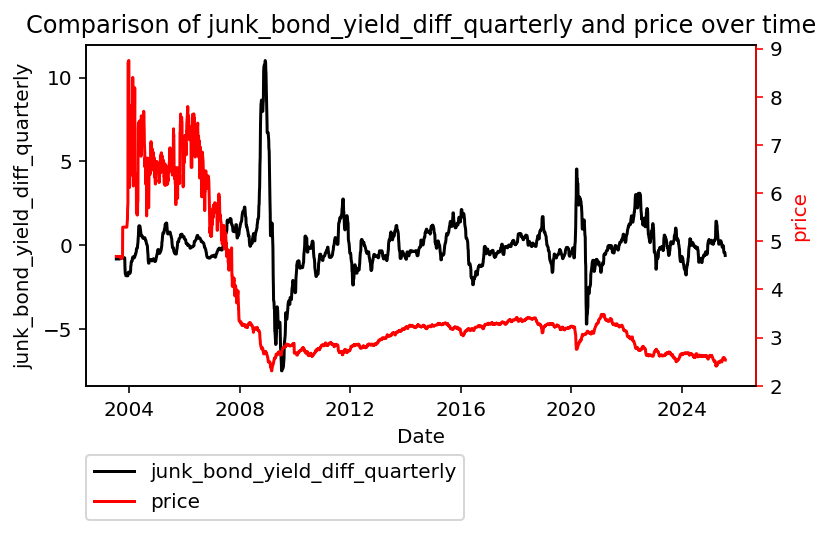 Comparison of junk_bond_yield_diff_quarterly and price over time
junk_bond_yield_diff_quarterly
10
5
0
−5
9
8
7
6
5
4
3
2
price
2004 2008 2012 2016 2020 2024
Date
junk_bond_yield_diff_quarterly
price